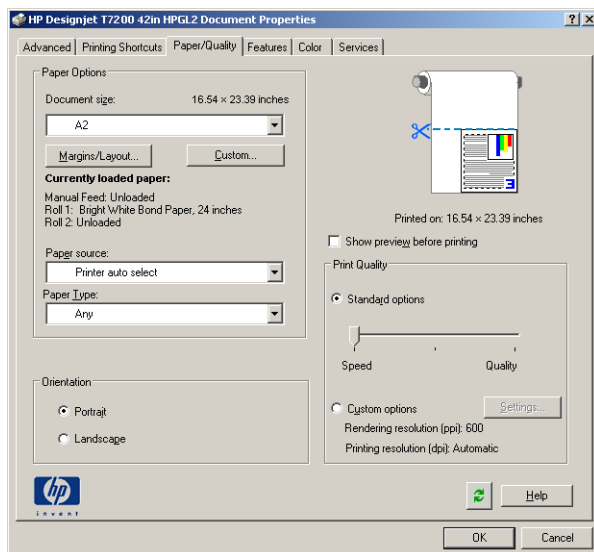 HP Designjet T7200 42in HPGL2 Document Properties
Advanced Printing Shortcuts Paper/Quality Features Color Services
Paper Options
Document size: 16.54 × 23.39 inches
A2
Margins/Layout... Custom...
Currently loaded paper:
Manual Feed: Unloaded
Roll 1: Bright White Bond Paper, 24 inches
Roll 2: Unloaded
Paper source:
Printer auto select
Paper Type:
Any
Orientation
Portrait
Landscape
3
Printed on: 16.54 × 23.39 inches
Show preview before printing
Print Quality
Standard options
Speed Quality
Custom options Settings...
Rendering resolution (ppi): 600
Printing resolution (dpi): Automatic
hp
invent
Help
OK Cancel